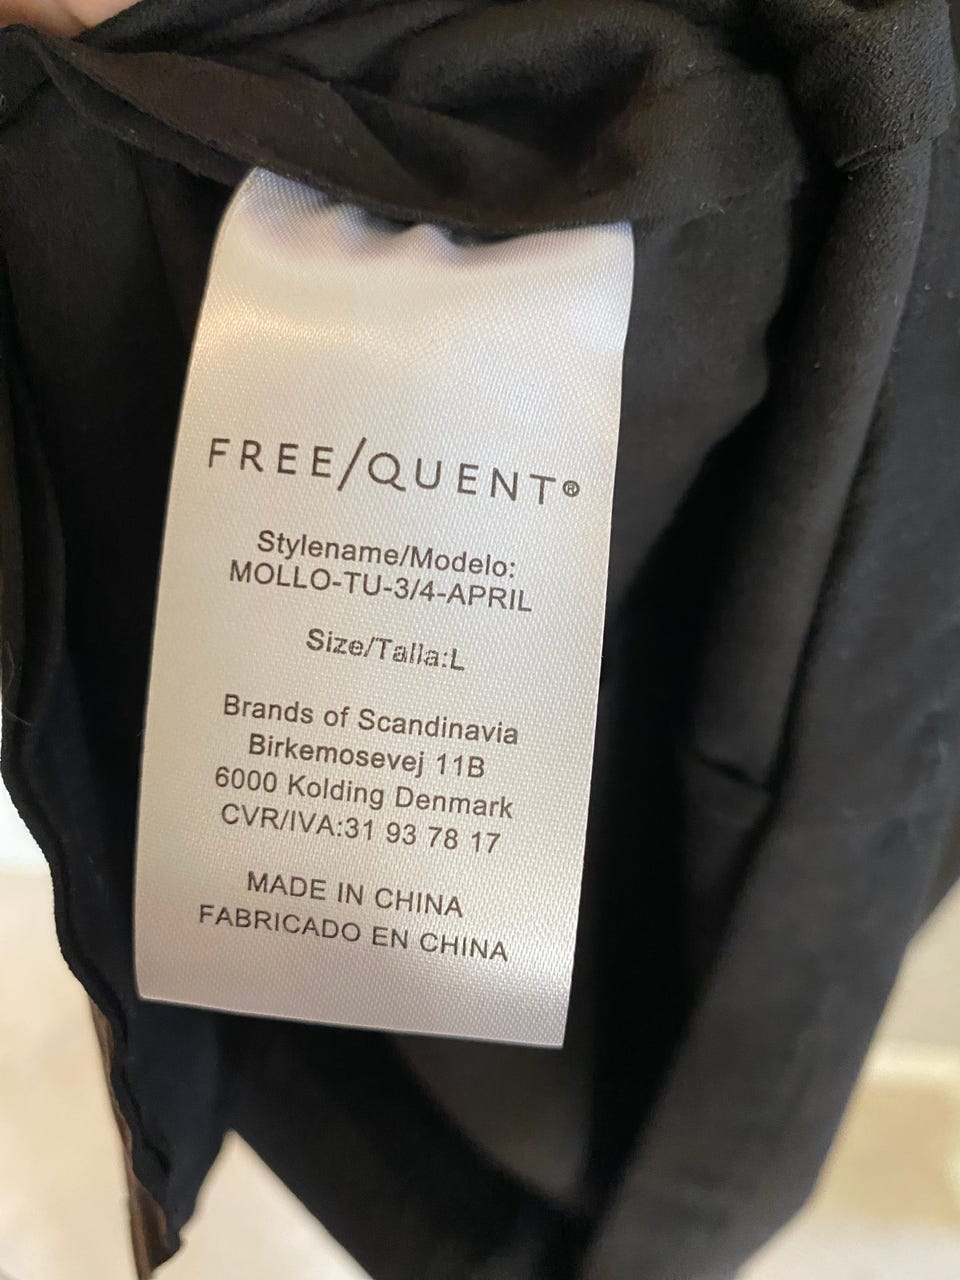 FREE/QUENT®
Stylename/Modelo:
MOLLO-TU-3/4-APRIL
Size/Talla:L
Brands of Scandinavia
Birkemosevej 11B
6000 Kolding Denmark
CVR/IVA:31 93 78 17
MADE IN CHINA
FABRICADO EN CHINA